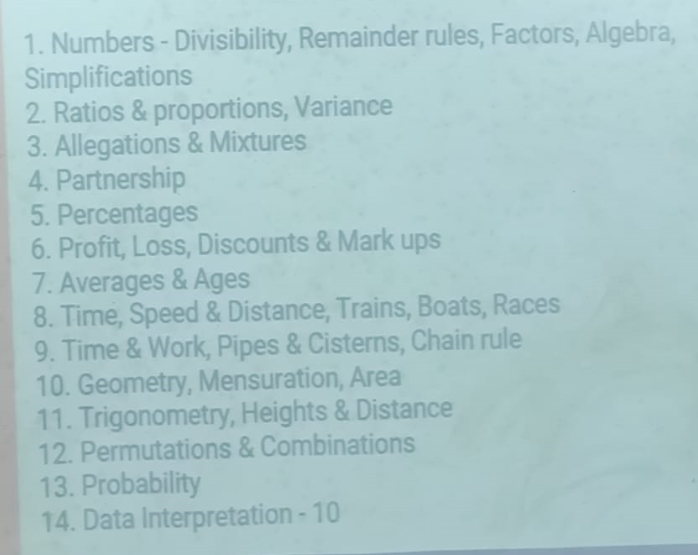 1. Numbers - Divisibility, Remainder rules, Factors, Algebra,
Simplifications
2. Ratios & proportions, Variance
3. Allegations & Mixtures
4. Partnership
5. Percentages
6. Profit, Loss, Discounts & Mark ups
7. Averages & Ages
8. Time, Speed & Distance, Trains, Boats, Races
9. Time & Work, Pipes & Cisterns, Chain rule
10. Geometry, Mensuration, Area
11. Trigonometry, Heights & Distance
12. Permutations & Combinations
13. Probability
14. Data Interpretation - 10